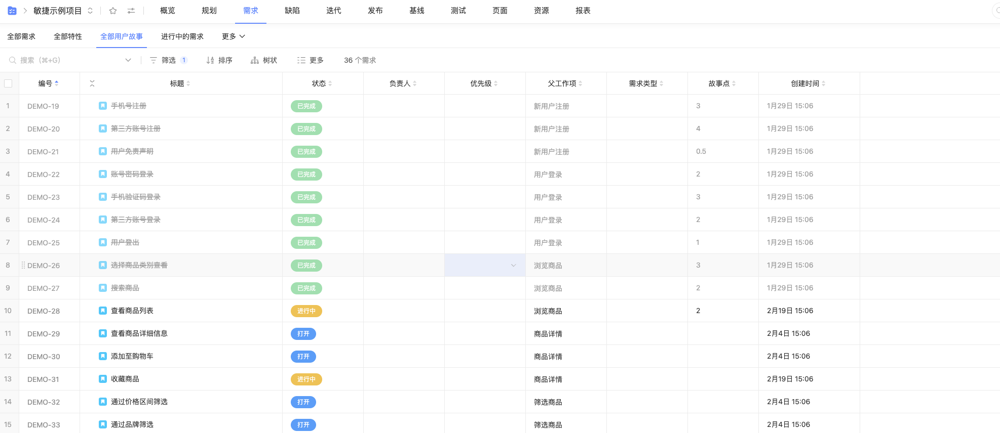 敏捷示例项目 概览 规划 需求 缺陷 迭代 发布 基线 测试 页面 资源 报表
全部需求 全部特性 全部用户故事 进行中的需求 更多
搜索（⌘+G） 筛选 1 排序 树状 更多 36 个需求
编号 标题 状态 负责人 优先级 父工作项 需求类型 故事点 创建时间
1 DEMO-19 手机号注册 已完成 新用户注册 3 1月29日 15:06
2 DEMO-20 第三方账号注册 已完成 新用户注册 4 1月29日 15:06
3 DEMO-21 用户免责声明 已完成 新用户注册 0.5 1月29日 15:06
4 DEMO-22 账号密码登录 已完成 用户登录 2 1月29日 15:06
5 DEMO-23 手机验证码登录 已完成 用户登录 3 1月29日 15:06
6 DEMO-24 第三方账号登录 已完成 用户登录 2 1月29日 15:06
7 DEMO-25 用户登出 已完成 用户登录 1 1月29日 15:06
8 DEMO-26 选择商品类别查看 已完成 浏览商品 3 1月29日 15:06
9 DEMO-27 搜索商品 已完成 浏览商品 2 1月29日 15:06
10 DEMO-28 查看商品列表 进行中 浏览商品 2 2月19日 15:06
11 DEMO-29 查看商品详细信息 打开 商品详情 2月4日 15:06
12 DEMO-30 添加至购物车 打开 商品详情 2月4日 15:06
13 DEMO-31 收藏商品 进行中 商品详情 2月19日 15:06
14 DEMO-32 通过价格区间筛选 打开 筛选商品 2月4日 15:06
15 DEMO-33 通过品牌筛选 打开 筛选商品 2月4日 15:06